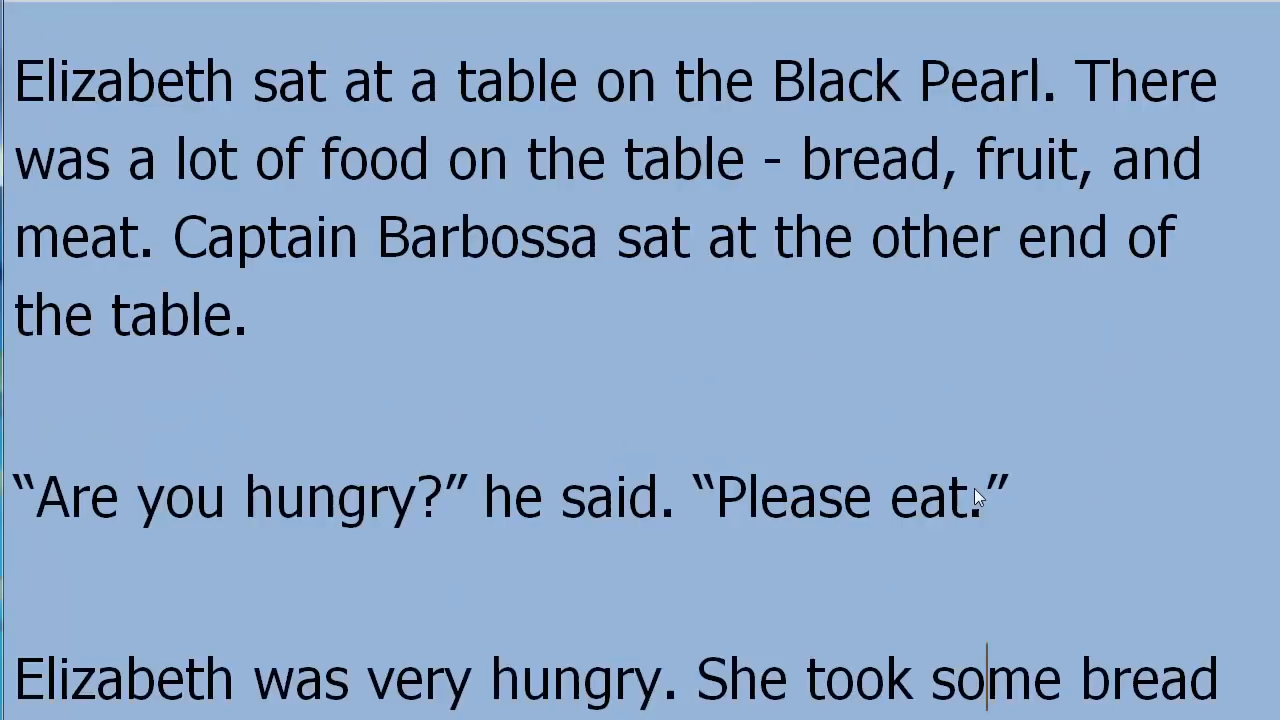 Elizabeth sat at a table on the Black Pearl. There
was a lot of food on the table - bread, fruit, and
meat. Captain Barbossa sat at the other end of
the table.
“Are you hungry?” he said. “Please eat.”
Elizabeth was very hungry. She took some bread